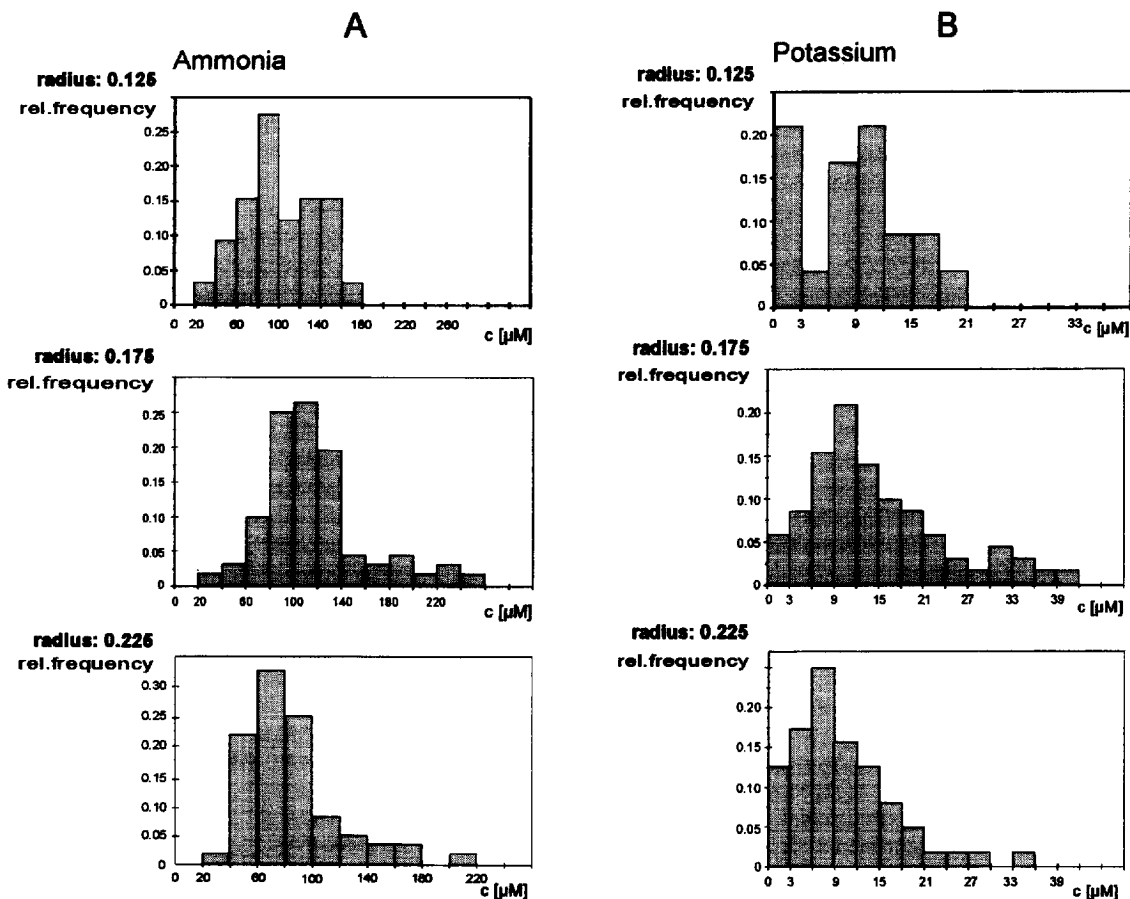 A
Ammonia
radius: 0.125
rel.frequency
0.25
0.20
0.15
0.10
0.05
0
0 20 60 100 140 180 220 260
c [µM]
radius: 0.175
rel.frequency
0.25
0.20
0.15
0.10
0.05
0
0 20 60 100 140 180 220
c [µM]
radius: 0.225
rel.frequency
0.30
0.25
0.20
0.15
0.10
0.05
0
0 20 60 100 140 180 220
c [µM]
B
Potassium
radius: 0.125
rel.frequency
0.20
0.15
0.10
0.05
0
0 3 9 15 21 27 33 c [µM]
radius: 0.175
rel.frequency
0.20
0.15
0.10
0.05
0
0 3 9 15 21 27 33 39
c [µM]
radius: 0.225
rel.frequency
0.20
0.15
0.10
0.05
0
0 3 9 15 21 27 33 39 c [µM]